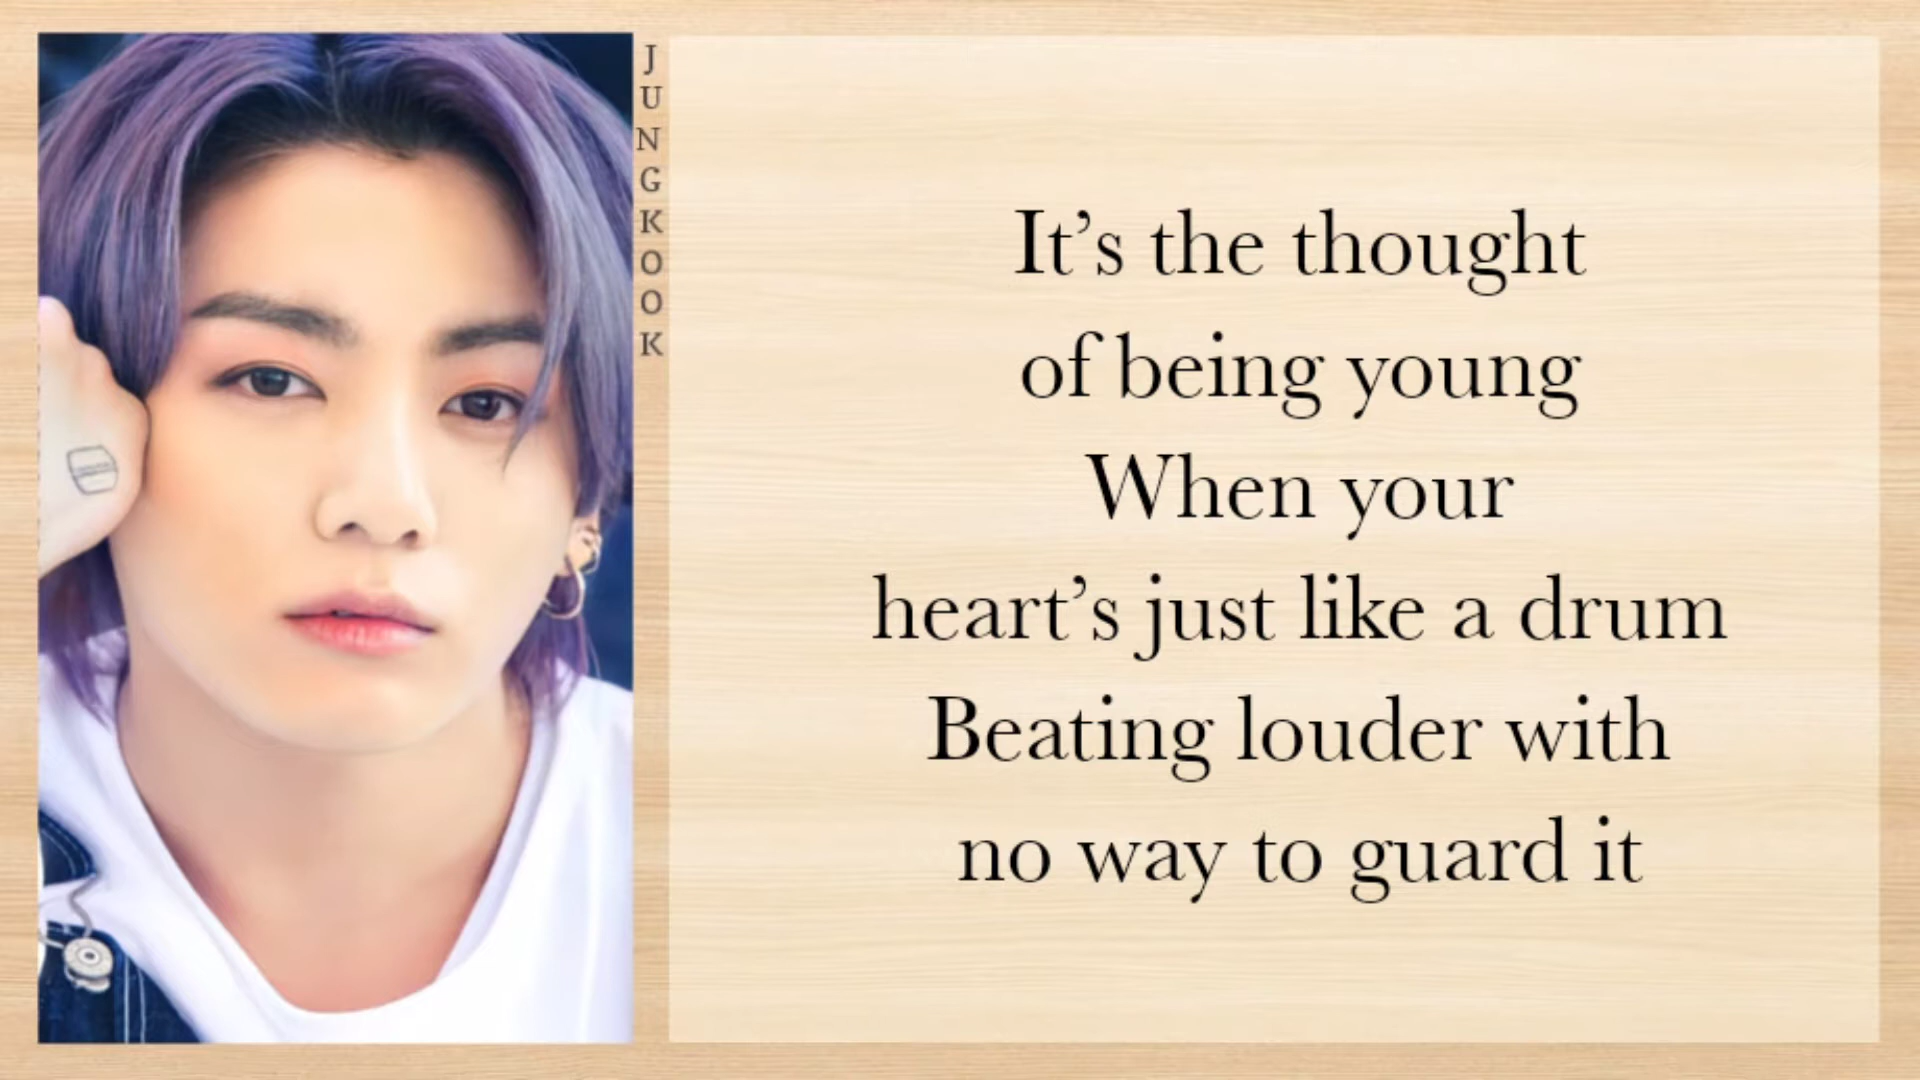 JUNGKOOK
It’s the thought
of being young
When your
heart’s just like a drum
Beating louder with
no way to guard it